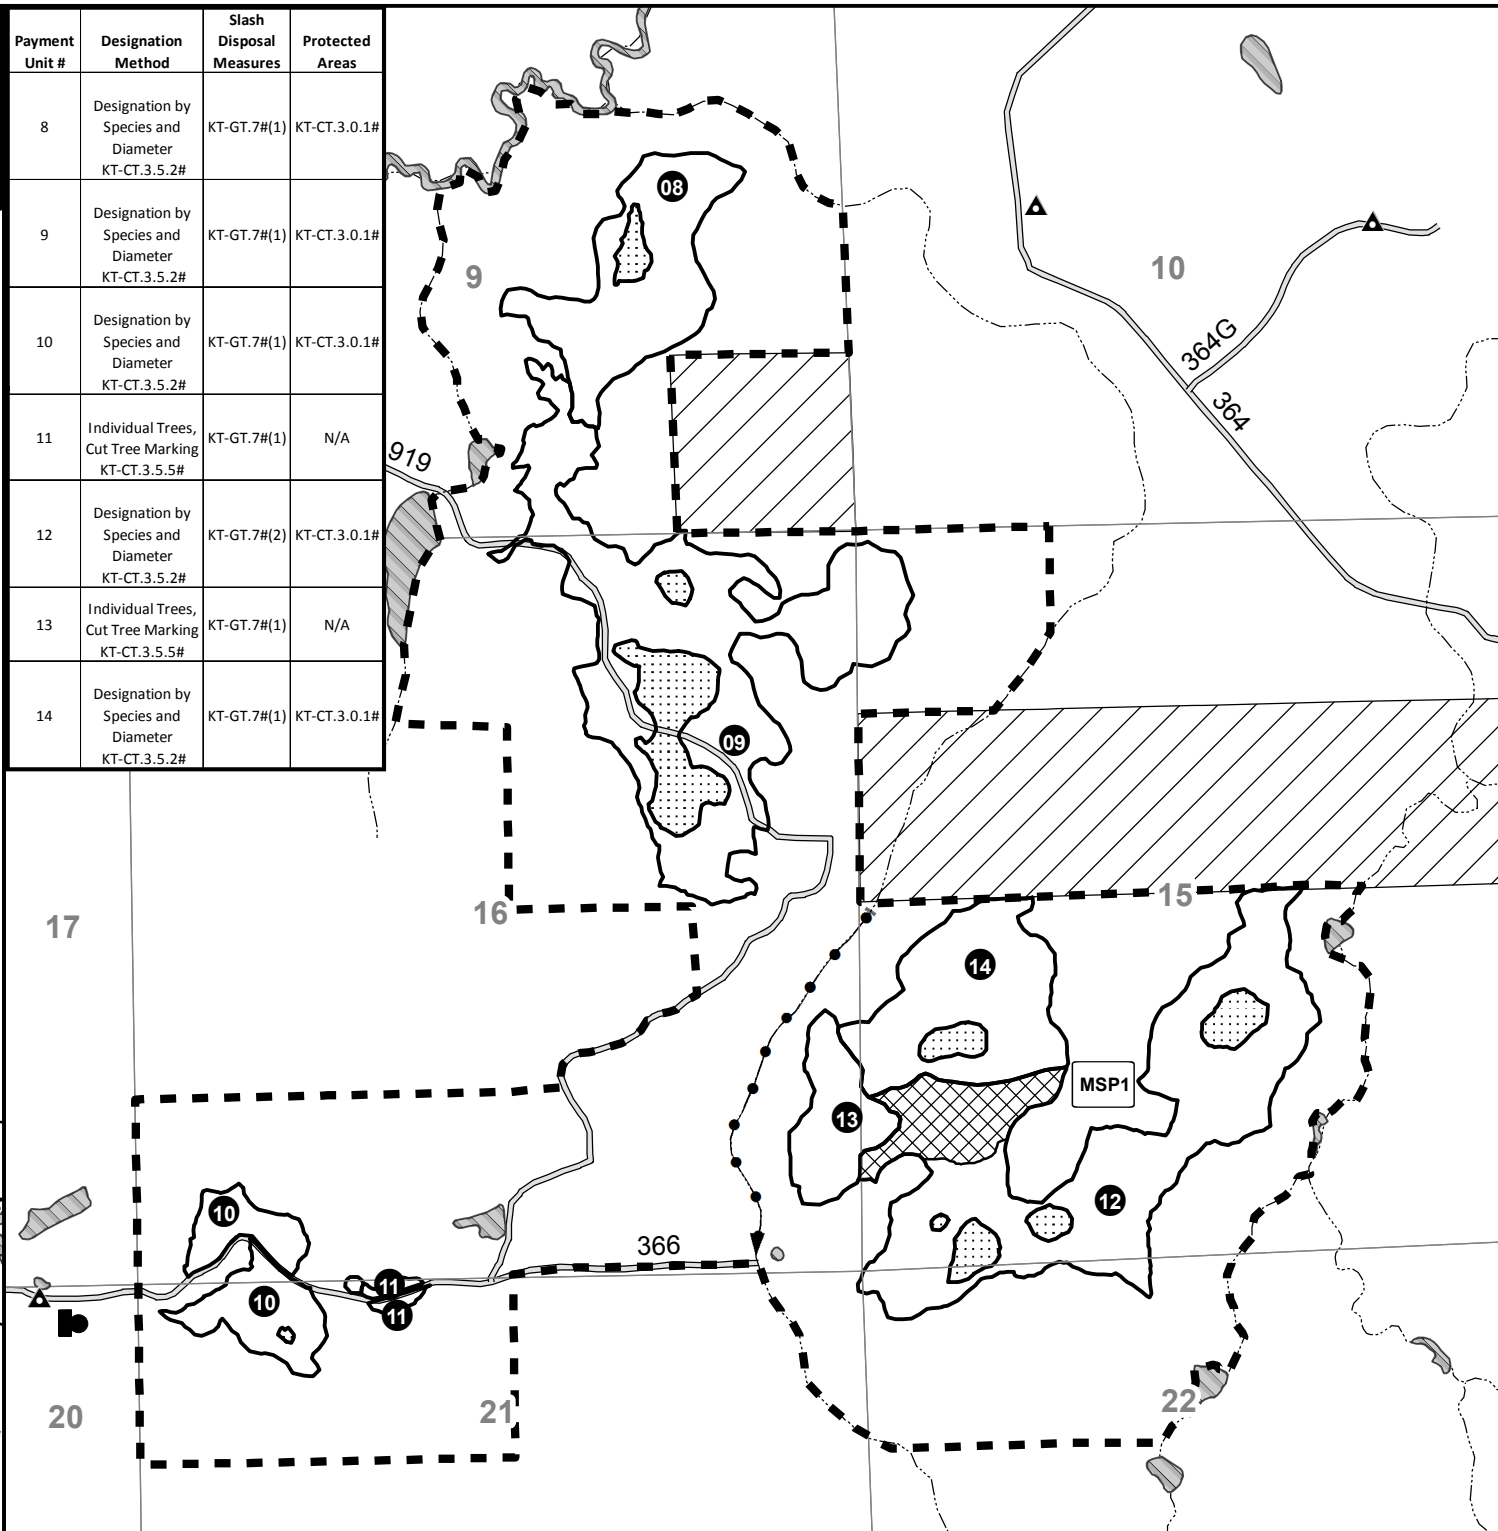 Payment Unit # Designation Method Slash Disposal Measures Protected Areas
8 Designation by Species and Diameter KT-CT.3.5.2# KT-GT.7#(1) KT-CT.3.0.1#
9 Designation by Species and Diameter KT-CT.3.5.2# KT-GT.7#(1) KT-CT.3.0.1#
10 Designation by Species and Diameter KT-CT.3.5.2# KT-GT.7#(1) KT-CT.3.0.1#
11 Individual Trees, Cut Tree Marking KT-CT.3.5.5# KT-GT.7#(1) N/A
12 Designation by Species and Diameter KT-CT.3.5.2# KT-GT.7#(2) KT-CT.3.0.1#
13 Individual Trees, Cut Tree Marking KT-CT.3.5.5# KT-GT.7#(1) N/A
14 Designation by Species and Diameter KT-CT.3.5.2# KT-GT.7#(1) KT-CT.3.0.1#
08
9
10
364G
364
919
09
15
16
17
14
MSP1
13
12
10
366
11
10
11
22
21
20